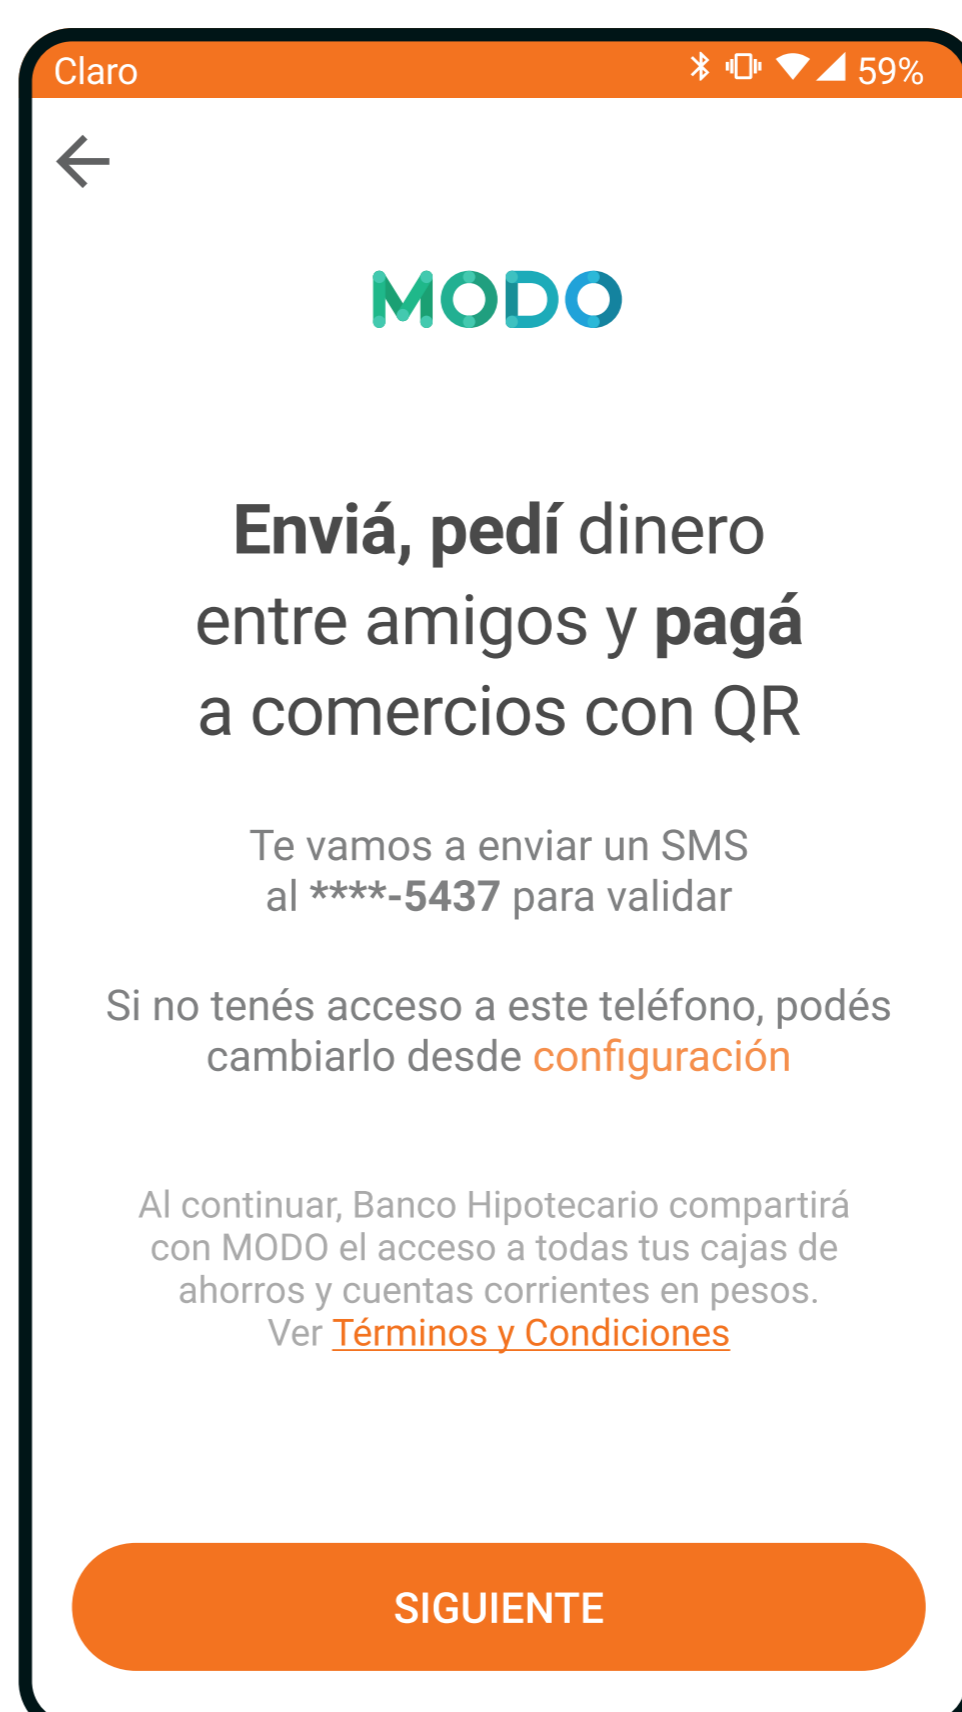 Claro 59%
MODO
Enviá, pedí dinero
entre amigos y pagá
a comercios con QR
Te vamos a enviar un SMS
al ****-5437 para validar
Si no tenés acceso a este teléfono, podés
cambiarlo desde configuración
Al continuar, Banco Hipotecario compartirá
con MODO el acceso a todas tus cajas de
ahorros y cuentas corrientes en pesos.
Ver Términos y Condiciones
SIGUIENTE